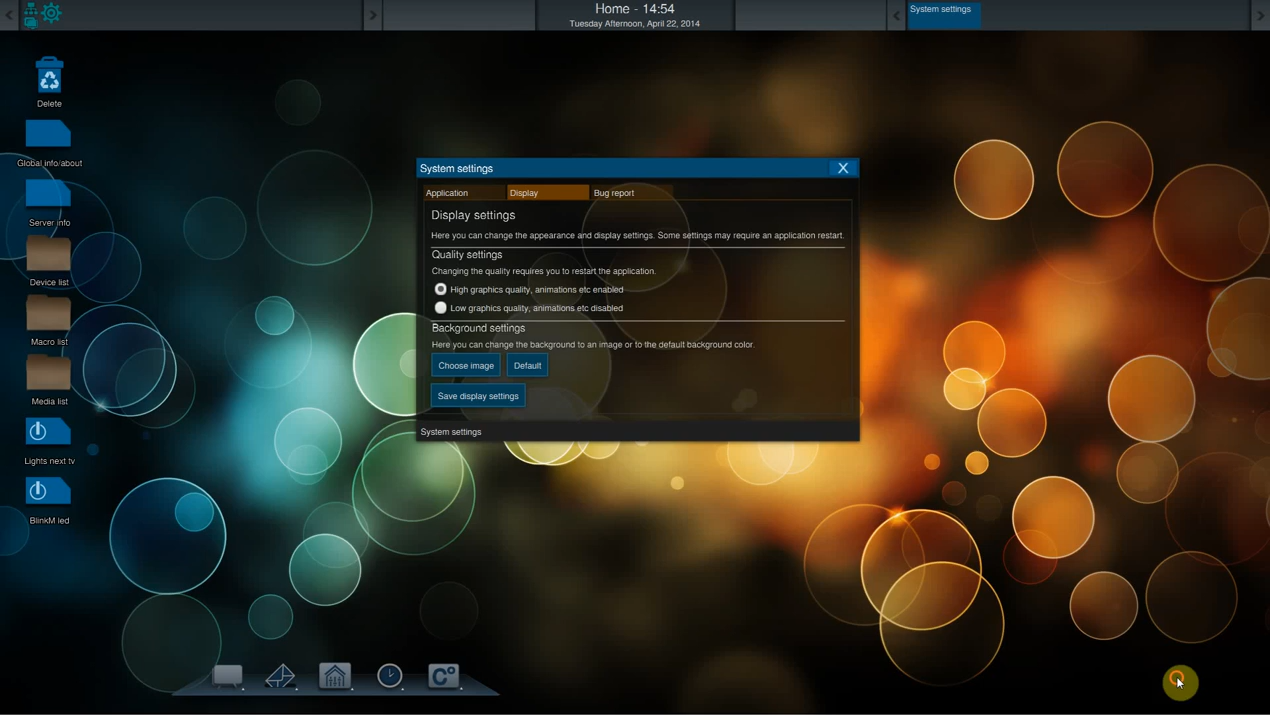 Home - 14:54
Tuesday Afternoon, April 22, 2014
System settings
Delete
Global info/about
Server info
Device list
Macro list
Media list
Lights next tv
BlinkM led
System settings
X
Application
Display
Bug report
Display settings
Here you can change the appearance and display settings. Some settings may require an application restart.
Quality settings
Changing the quality requires you to restart the application.
High graphics quality, animations etc enabled
Low graphics quality, animations etc disabled
Background settings
Here you can change the background to an image or to the default background color.
Choose image
Default
Save display settings
System settings
C°